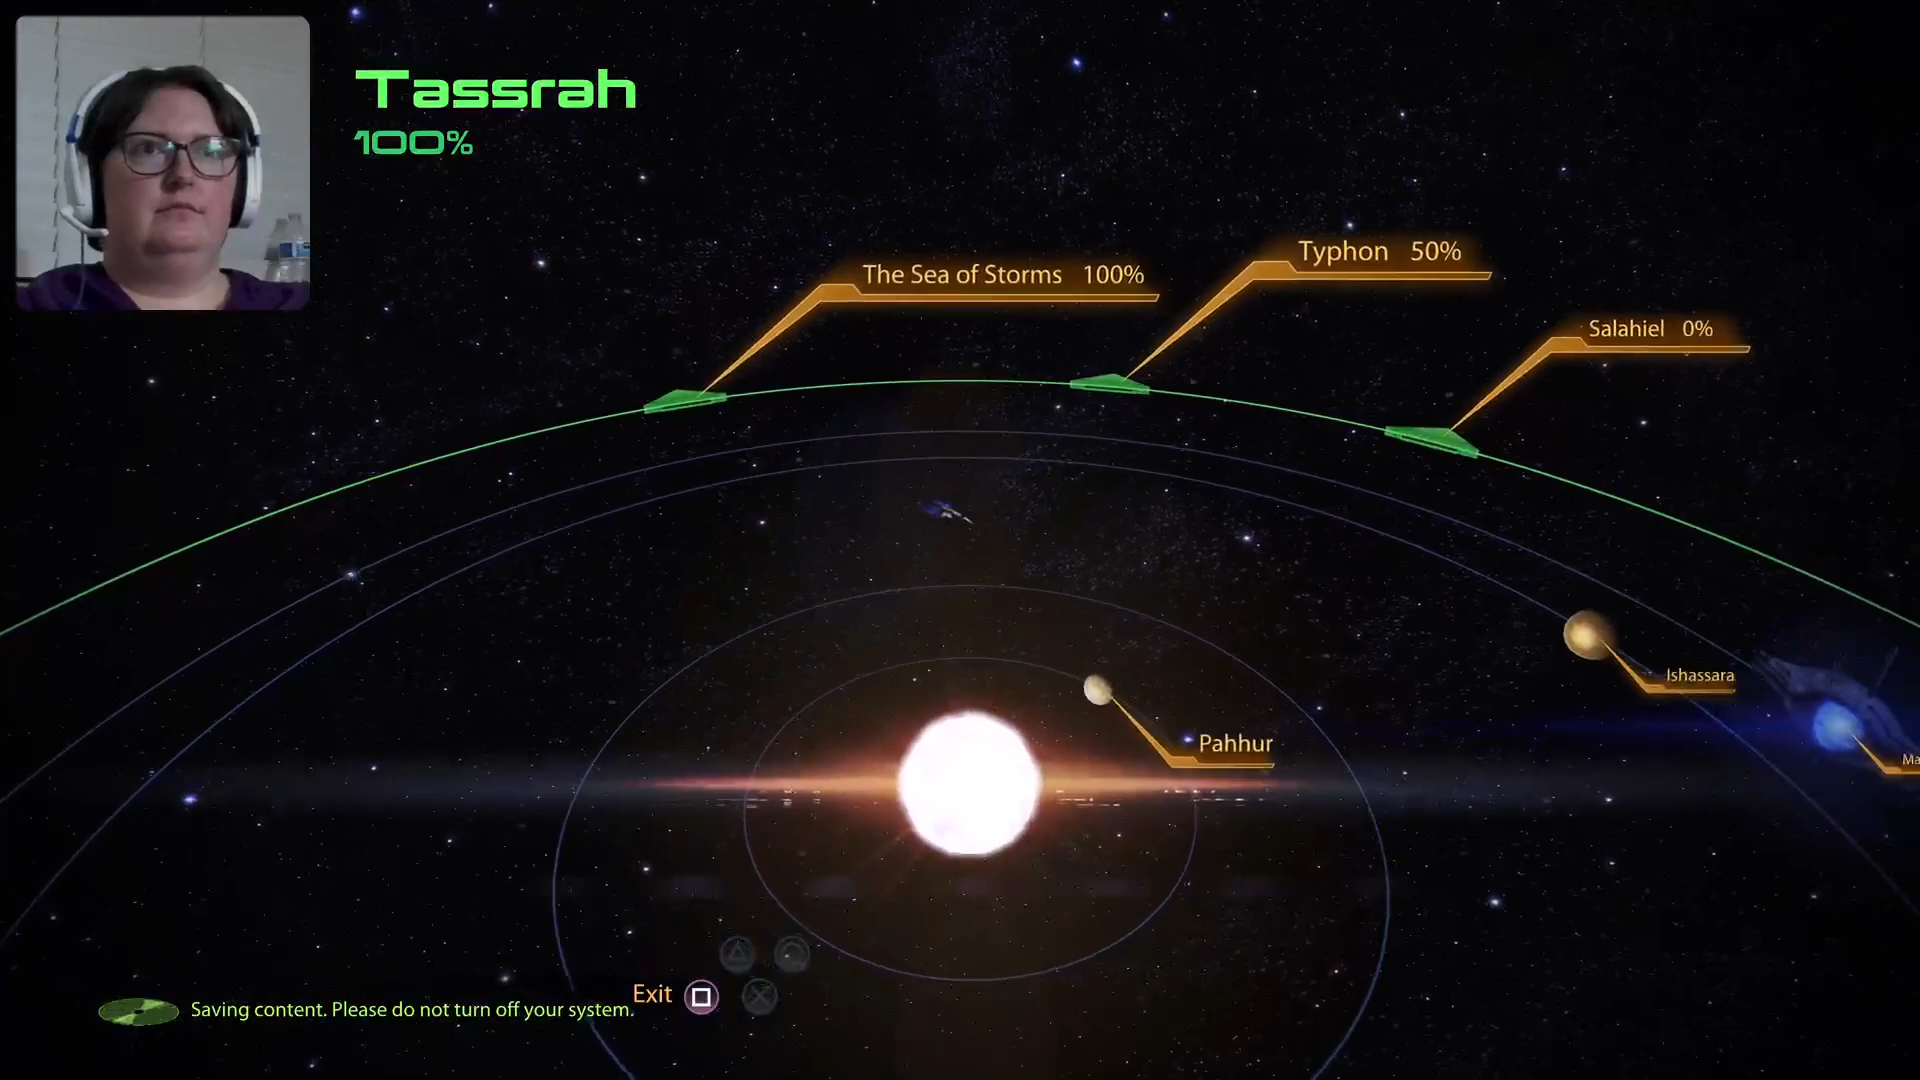 Tassrah
100%
The Sea of Storms 100%
Typhon 50%
Salahiel 0%
Ishassara
Pahhur
Exit
Saving content. Please do not turn off your system.